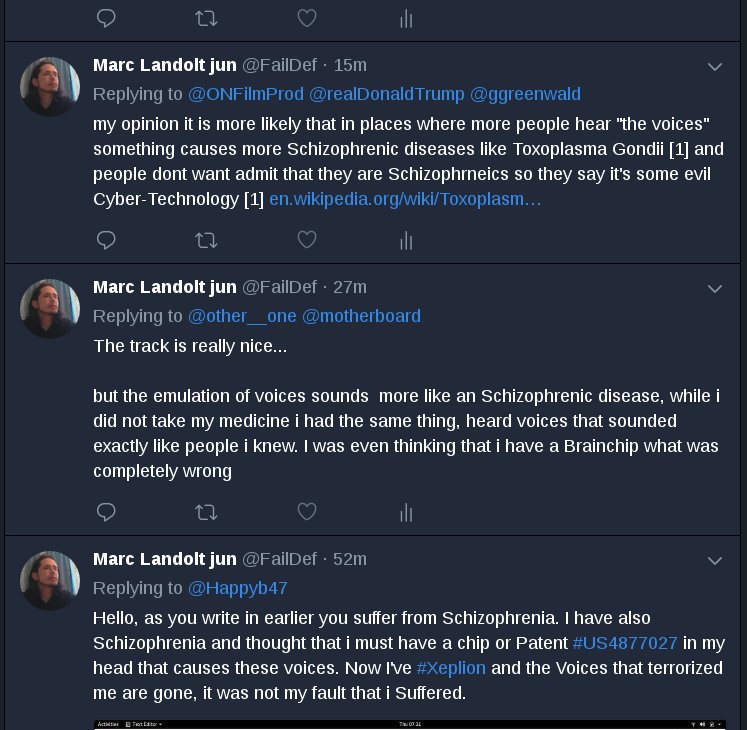 Marc Landolt jun @FailDef · 15m
Replying to @ONFilmProd @realDonaldTrump @ggreenwald
my opinion it is more likely that in places where more people hear "the voices"
something causes more Schizophrenic diseases like Toxoplasma Gondii [1] and
people dont want admit that they are Schizophrneics so they say it's some evil
Cyber-Technology [1] en.wikipedia.org/wiki/Toxoplasm…
Marc Landolt jun @FailDef · 27m
Replying to @other__one @motherboard
The track is really nice...
but the emulation of voices sounds more like an Schizophrenic disease, while i
did not take my medicine i had the same thing, heard voices that sounded
exactly like people i knew. I was even thinking that i have a Brainchip what was
completely wrong
Marc Landolt jun @FailDef · 52m
Replying to @Happyb47
Hello, as you write in earlier you suffer from Schizophrenia. I have also
Schizophrenia and thought that i must have a chip or Patent #US4877027 in my
head that causes these voices. Now I've #Xeplion and the Voices that terrorized
me are gone, it was not my fault that i Suffered.
Activities Text Editor Thu 07:31